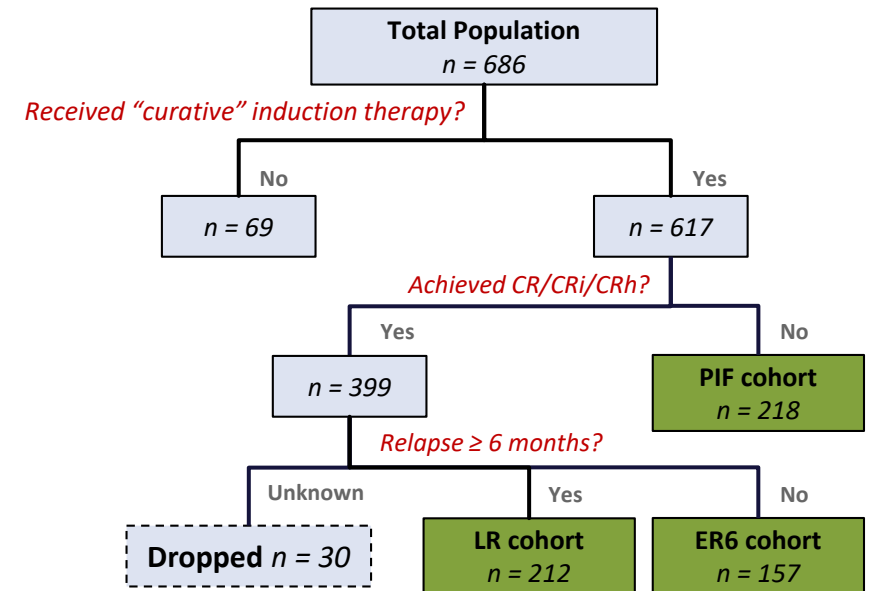 Total Population
n = 686
Received “curative” induction therapy?
No
Yes
n = 69
n = 617
Achieved CR/CRi/CRh?
Yes
No
n = 399
PIF cohort
n = 218
Relapse ≥ 6 months?
Unknown
Yes
No
Dropped n = 30
LR cohort
n = 212
ER6 cohort
n = 157